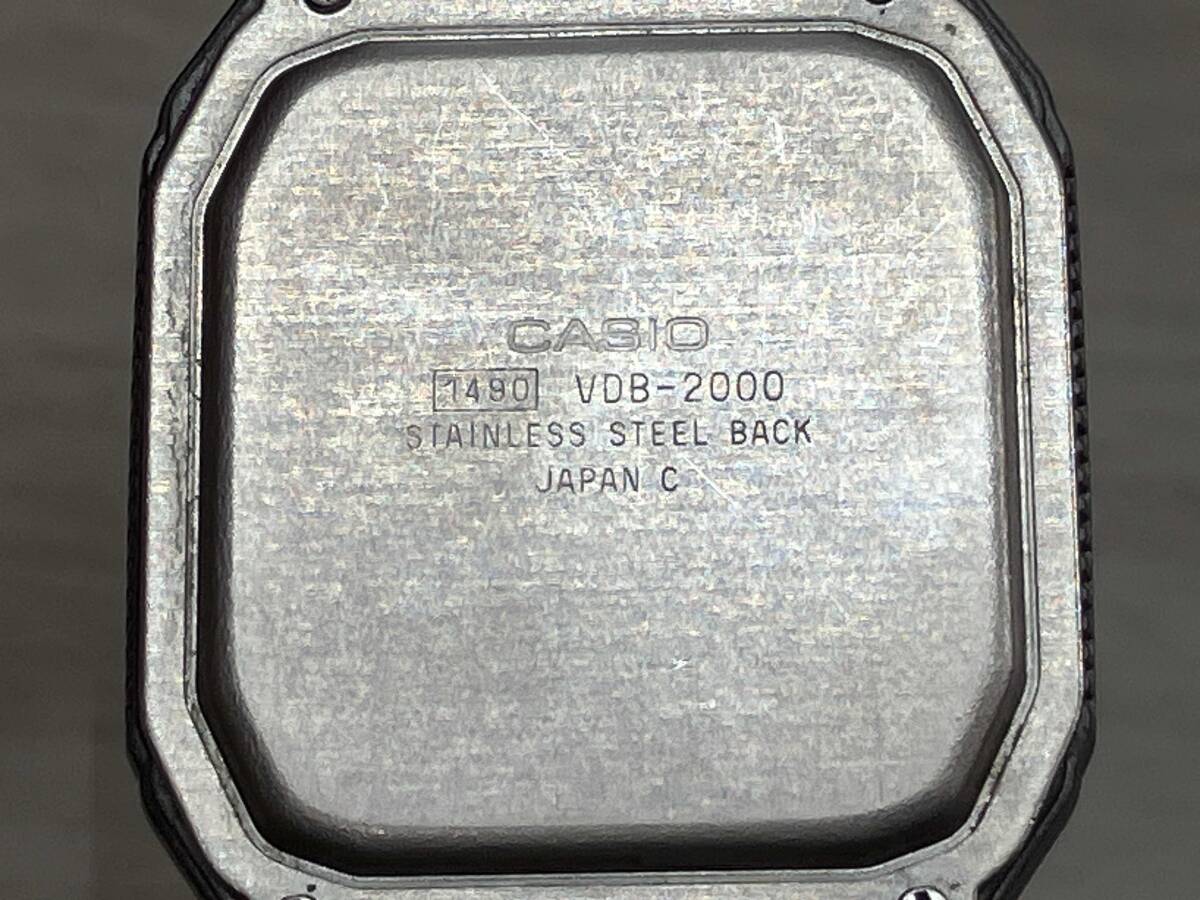 CASIO
1490 VDB-2000
STAINLESS STEEL BACK
JAPAN C